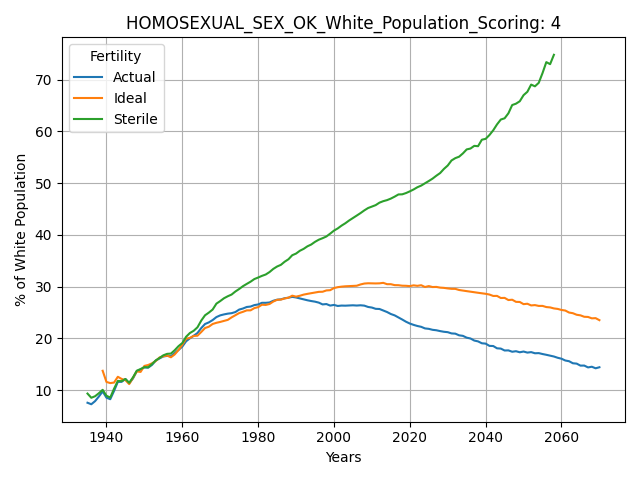 HOMOSEXUAL_SEX_OK_White_Population_Scoring: 4
Fertility
Actual
Ideal
Sterile
% of White Population
70
60
50
40
30
20
10
1940 1960 1980 2000 2020 2040 2060
Years